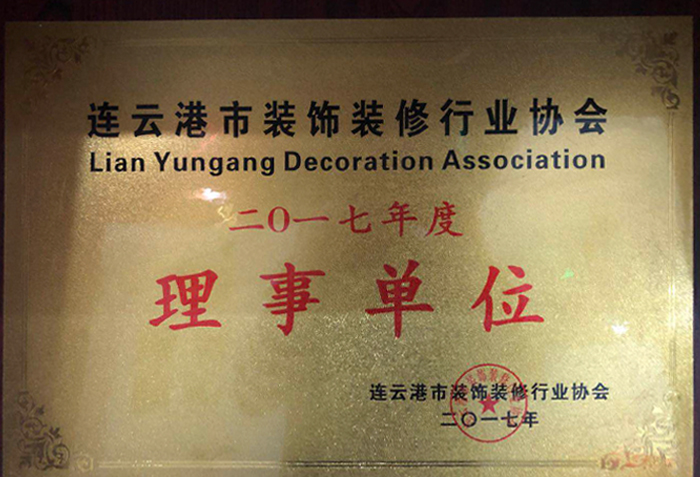 连云港市装饰装修行业协会
Lian Yungang Decoration Association
二〇一七年度
理事单位
连云港市装饰装修行业协会
二〇一七年